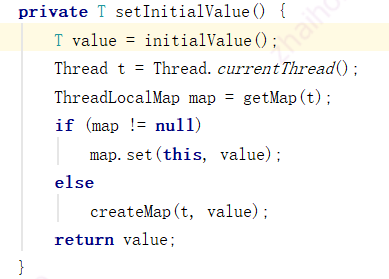 private T setInitialValue() {
    T value = initialValue();
    Thread t = Thread.currentThread();
    ThreadLocalMap map = getMap(t);
    if (map != null)
        map.set(this, value);
    else
        createMap(t, value);
    return value;
}